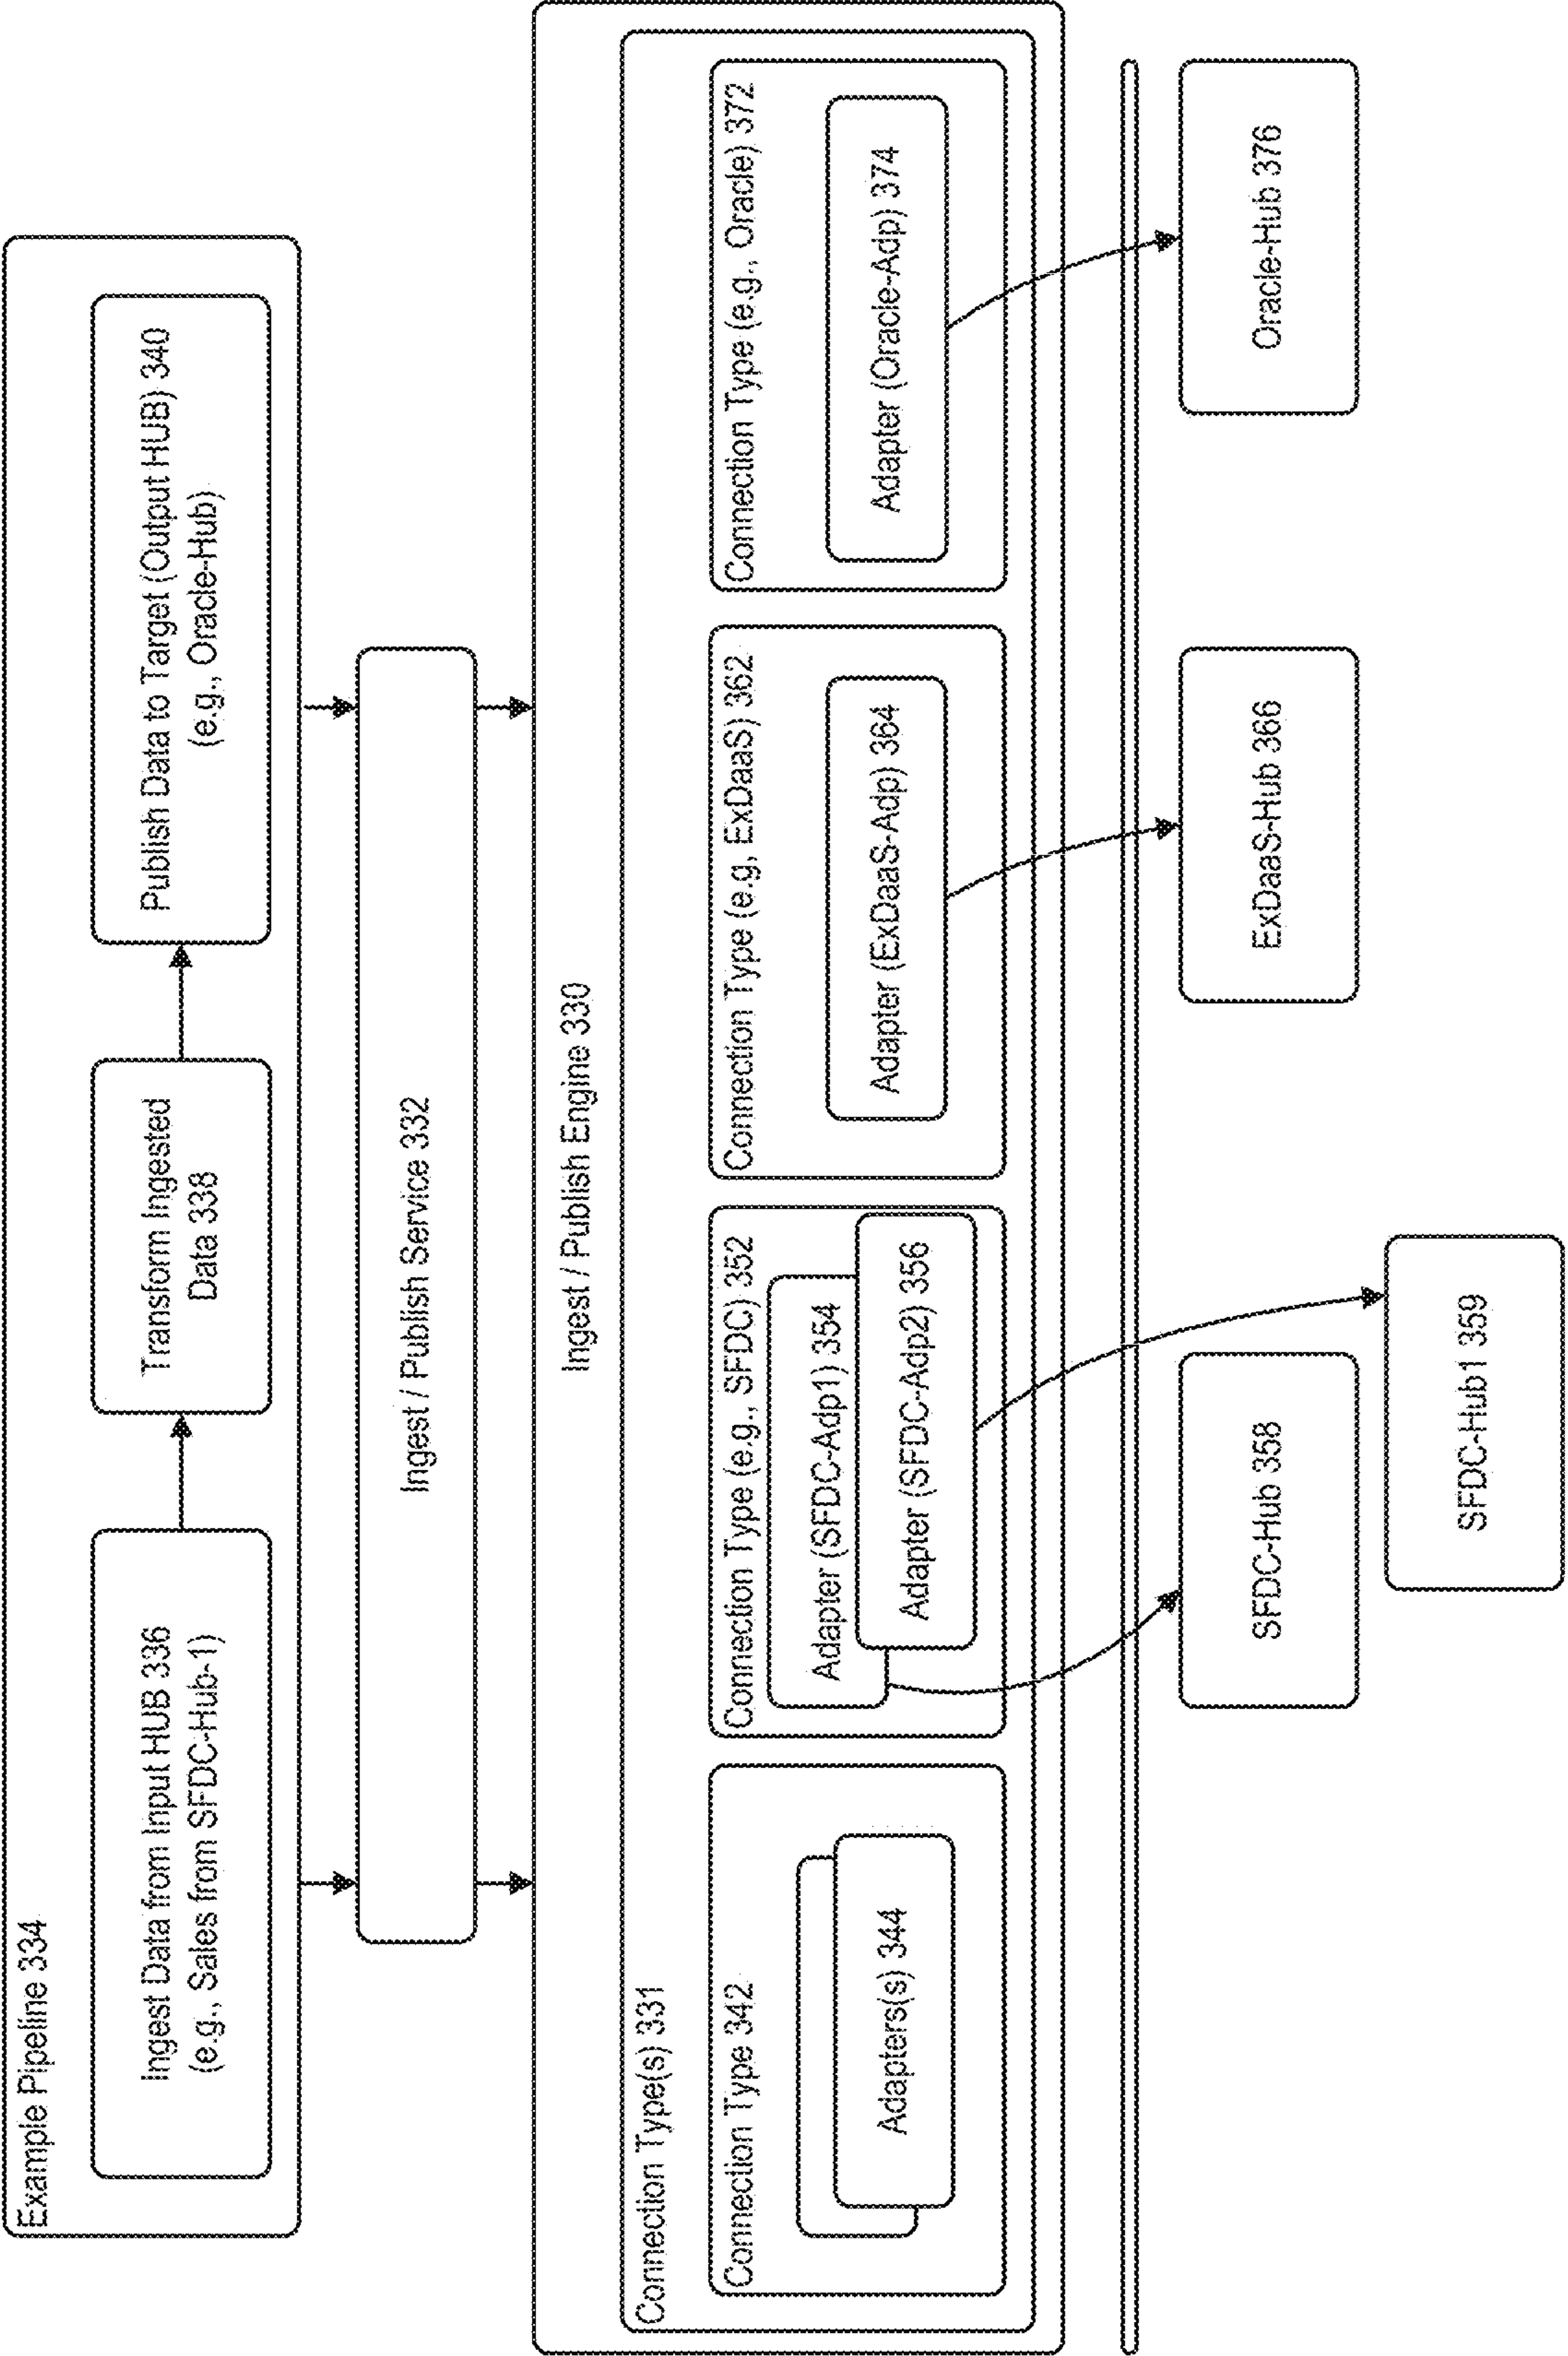 Example Pipeline 334
Ingest Data from Input HUB 336
(e.g., Sales from SFDC-Hub-1)
Transform Ingested
Data 338
Publish Data to Target (Output HUB) 340
(e.g., Oracle-Hub)
Ingest / Publish Service 332
Ingest / Publish Engine 330
Connection Type(s) 331
Connection Type 342
Adapters(s) 344
Connection Type (e.g., SFDC) 352
Adapter (SFDC-Adp1) 354
Adapter (SFDC-Adp2) 356
Connection Type (e.g, ExDaaS) 362
Adapter (ExDaaS-Adp) 364
Connection Type (e.g., Oracle) 372
Adapter (Oracle-Adp) 374
SFDC-Hub 358
SFDC-Hub1 359
ExDaaS-Hub 366
Oracle-Hub 376